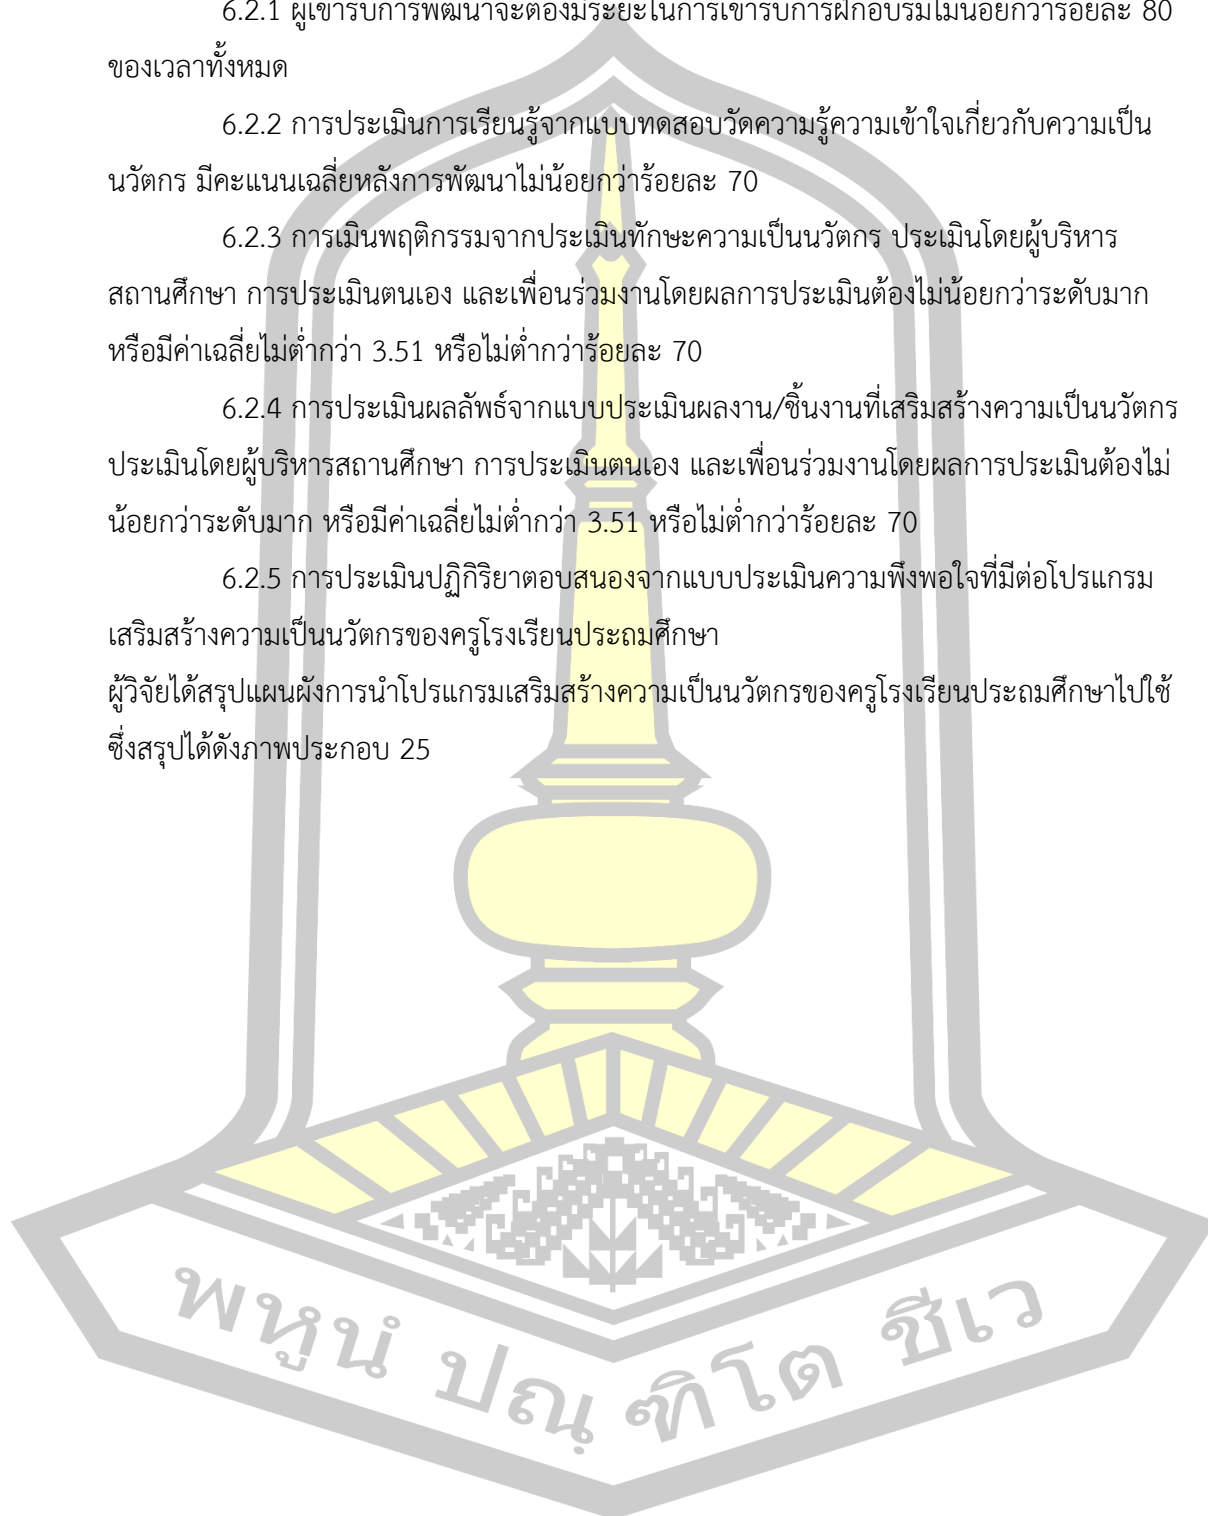 6.2.1 ผู้เข้ารับการพัฒนาจะต้องมีระยะในการเข้ารับการฝึกอบรมไม่น้อยกว่าร้อยละ 80
ของเวลาทั้งหมด
6.2.2 การประเมินการเรียนรู้จากแบบทดสอบวัดความรู้ความเข้าใจเกี่ยวกับความเป็น
นวัตกร มีคะแนนเฉลี่ยหลังการพัฒนาไม่น้อยกว่าร้อยละ 70
6.2.3 การเมินพฤติกรรมจากประเมินทักษะความเป็นนวัตกร ประเมินโดยผู้บริหาร
สถานศึกษา การประเมินตนเอง และเพื่อนร่วมงานโดยผลการประเมินต้องไม่น้อยกว่าระดับมาก
หรือมีค่าเฉลี่ยไม่ต่ำกว่า 3.51 หรือไม่ต่ำกว่าร้อยละ 70
6.2.4 การประเมินผลลัพธ์จากแบบประเมินผลงาน/ชิ้นงานที่เสริมสร้างความเป็นนวัตกร
ประเมินโดยผู้บริหารสถานศึกษา การประเมินตนเอง และเพื่อนร่วมงานโดยผลการประเมินต้องไม่
น้อยกว่าระดับมาก หรือมีค่าเฉลี่ยไม่ต่ำกว่า 3.51 หรือไม่ต่ำกว่าร้อยละ 70
6.2.5 การประเมินปฏิกิริยาตอบสนองจากแบบประเมินความพึงพอใจที่มีต่อโปรแกรม
เสริมสร้างความเป็นนวัตกรของครูโรงเรียนประถมศึกษา
ผู้วิจัยได้สรุปแผนผังการนำโปรแกรมเสริมสร้างความเป็นนวัตกรของครูโรงเรียนประถมศึกษาไปใช้
ซึ่งสรุปได้ดังภาพประกอบ 25
พหูนํ ปณฺฑิโต ชีเว